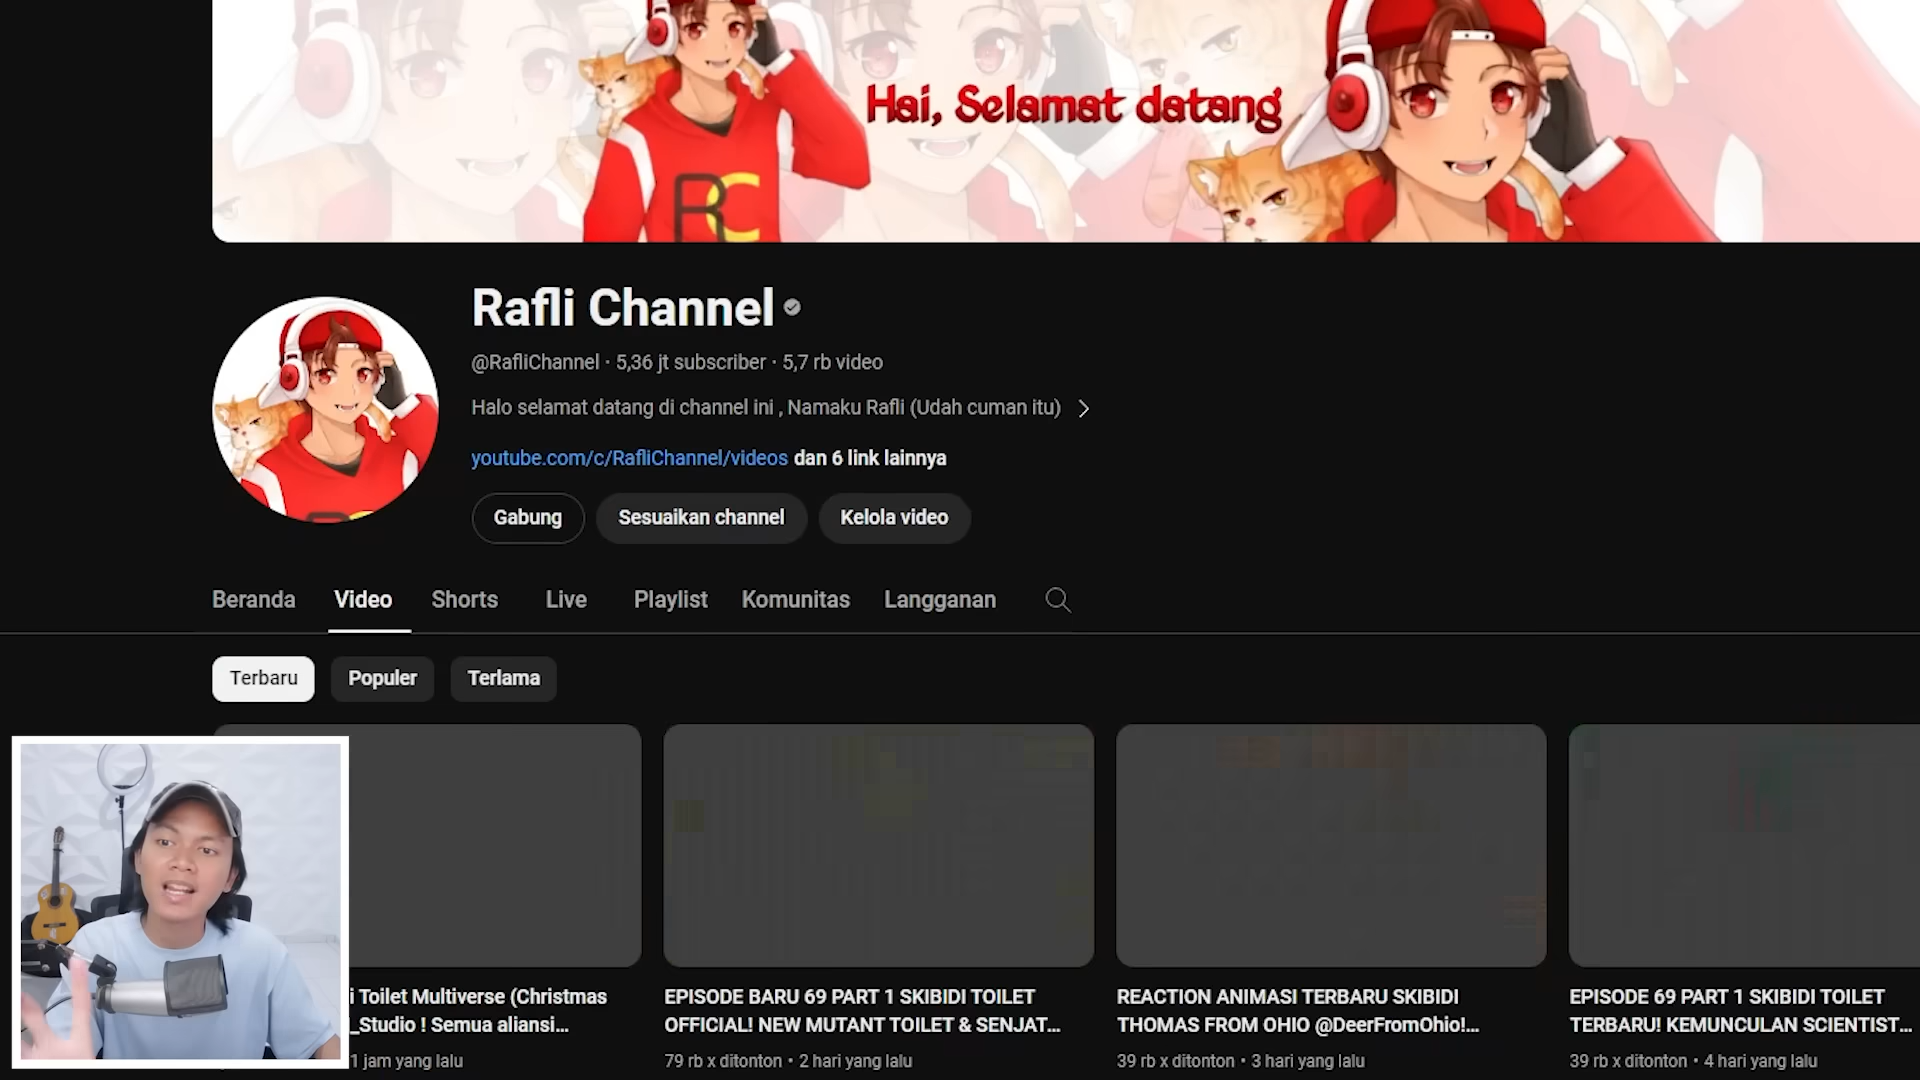 Hai, Selamat datang
RC
Rafli Channel
@RafliChannel · 5,36 jt subscriber · 5,7 rb video
Halo selamat datang di channel ini , Namaku Rafli (Udah cuman itu)
youtube.com/c/RafliChannel/videos dan 6 link lainnya
Gabung Sesuaikan channel Kelola video
Beranda Video Shorts Live Playlist Komunitas Langganan
Terbaru Populer Terlama
i Toilet Multiverse (Christmas
_Studio ! Semua aliansi...
1 jam yang lalu
EPISODE BARU 69 PART 1 SKIBIDI TOILET
OFFICIAL! NEW MUTANT TOILET & SENJAT...
79 rb x ditonton • 2 hari yang lalu
REACTION ANIMASI TERBARU SKIBIDI
THOMAS FROM OHIO @DeerFromOhio!...
39 rb x ditonton • 3 hari yang lalu
EPISODE 69 PART 1 SKIBIDI TOILET
TERBARU! KEMUNCULAN SCIENTIST...
39 rb x ditonton • 4 hari yang lalu